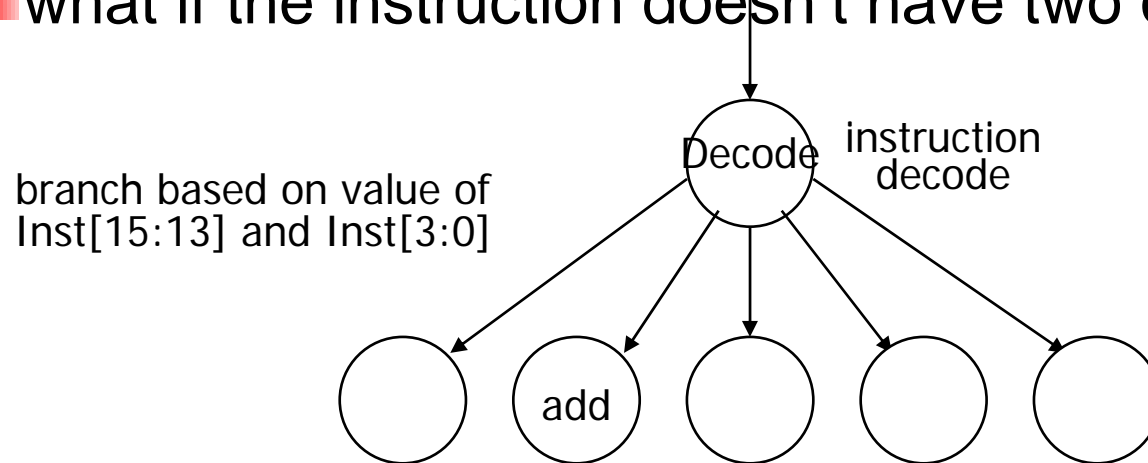 what if the instruction doesn't have two
Decode
instruction
decode
branch based on value of
Inst[15:13] and Inst[3:0]
add